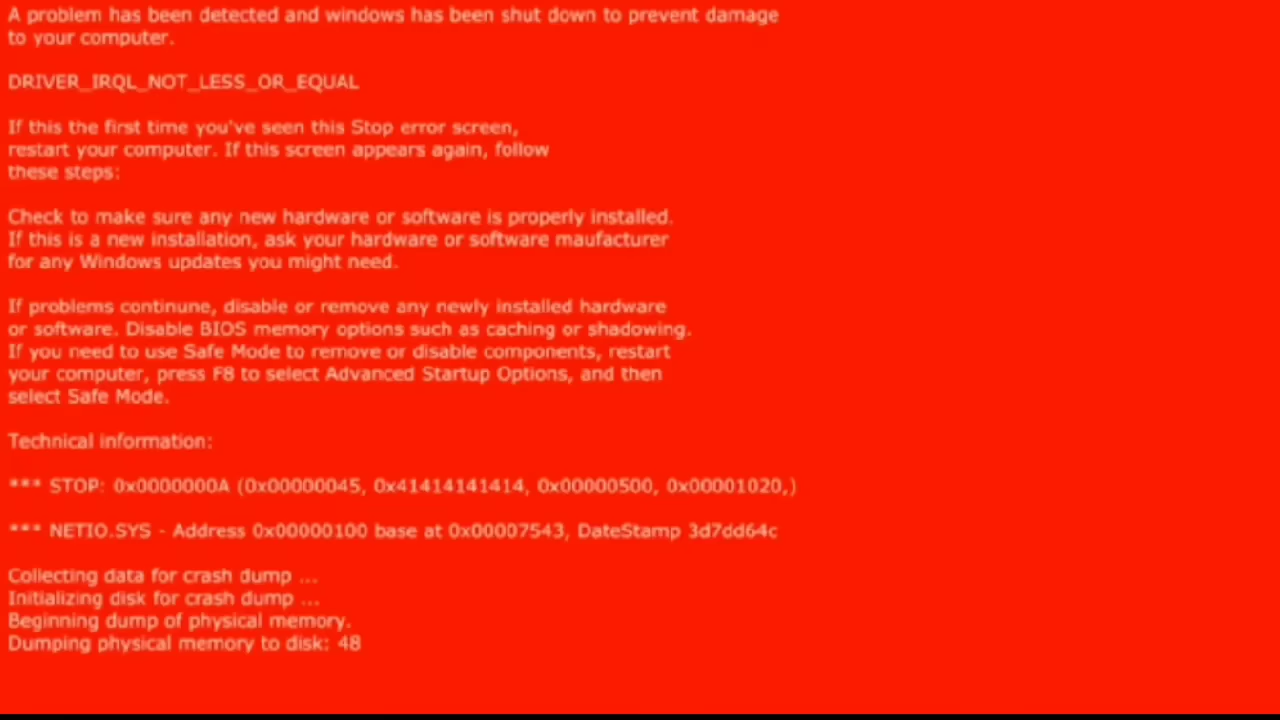 A problem has been detected and windows has been shut down to prevent damage
to your computer.
DRIVER_IRQL_NOT_LESS_OR_EQUAL
If this the first time you've seen this Stop error screen,
restart your computer. If this screen appears again, follow
these steps:
Check to make sure any new hardware or software is properly installed.
If this is a new installation, ask your hardware or software maufacturer
for any Windows updates you might need.
If problems continune, disable or remove any newly installed hardware
or software. Disable BIOS memory options such as caching or shadowing.
If you need to use Safe Mode to remove or disable components, restart
your computer, press F8 to select Advanced Startup Options, and then
select Safe Mode.
Technical information:
*** STOP: 0x0000000A (0x00000045, 0x41414141414, 0x00000500, 0x00001020,)
*** NETIO.SYS - Address 0x00000100 base at 0x00007543, DateStamp 3d7dd64c
Collecting data for crash dump ...
Initializing disk for crash dump ...
Beginning dump of physical memory.
Dumping physical memory to disk: 48